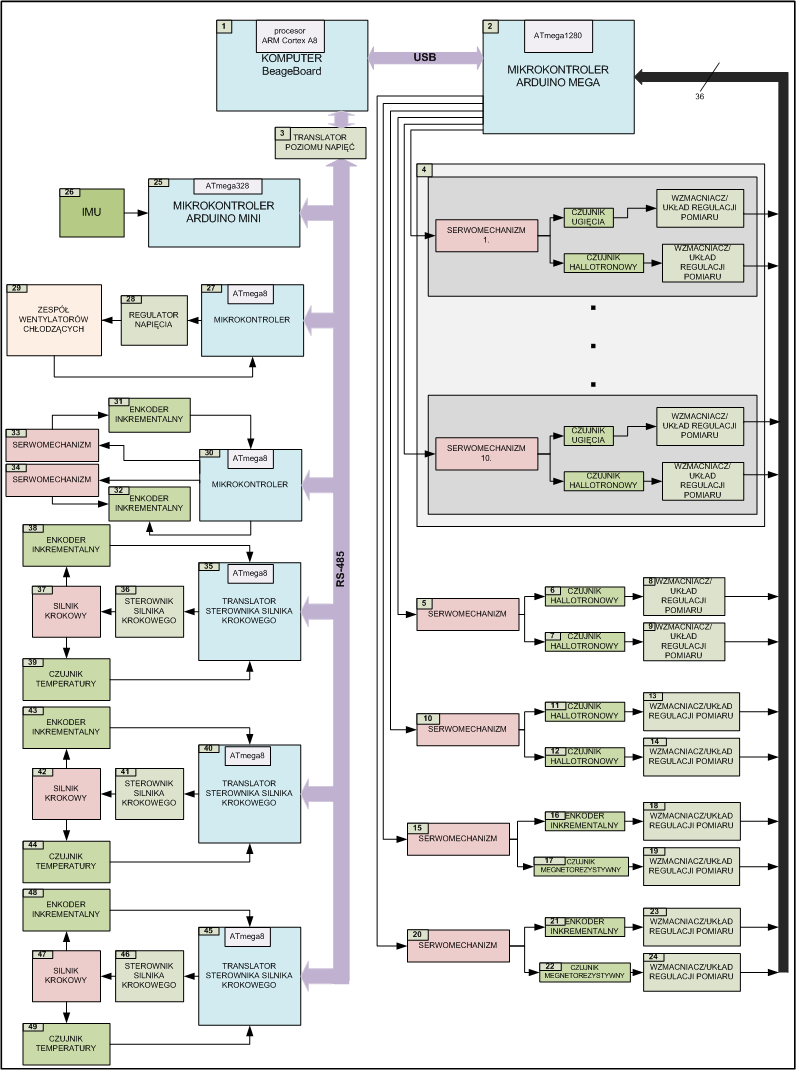 1
procesor
ARM Cortex A8
KOMPUTER
BeageBoard
USB
2
ATmega1280
MIKROKONTROLER
ARDUINO MEGA
36
3
TRANSLATOR
POZIOMU NAPIĘĆ
RS-485
4
SERWOMECHANIZM
1.
CZUJNIK
UGIĘCIA
WZMACNIACZ/
UKŁAD REGULACJI
POMIARU
CZUJNIK
HALLOTRONOWY
WZMACNIACZ/
UKŁAD
REGULACJI
POMIARU
SERWOMECHANIZM
10.
CZUJNIK
UGIĘCIA
WZMACNIACZ/
UKŁAD REGULACJI
POMIARU
CZUJNIK
HALLOTRONOWY
WZMACNIACZ/
UKŁAD
REGULACJI
POMIARU
5
SERWOMECHANIZM
6
CZUJNIK
HALLOTRONOWY
8
WZMACNIACZ/
UKŁAD
REGULACJI
POMIARU
7
CZUJNIK
HALLOTRONOWY
9
WZMACNIACZ/
UKŁAD
REGULACJI
POMIARU
10
SERWOMECHANIZM
11
CZUJNIK
HALLOTRONOWY
13
WZMACNIACZ/UKŁAD
REGULACJI POMIARU
12
CZUJNIK
HALLOTRONOWY
14
WZMACNIACZ/UKŁAD
REGULACJI POMIARU
15
SERWOMECHANIZM
16
ENKODER
INKREMENTALNY
18
WZMACNIACZ/UKŁAD
REGULACJI POMIARU
17
CZUJNIK
MEGNETOREZYSTYWNY
19
WZMACNIACZ/UKŁAD
REGULACJI POMIARU
20
SERWOMECHANIZM
21
ENKODER
INKREMENTALNY
23
WZMACNIACZ/UKŁAD
REGULACJI POMIARU
22
CZUJNIK
MEGNETOREZYSTYWNY
24
WZMACNIACZ/UKŁAD
REGULACJI POMIARU
25
ATmega328
MIKROKONTROLER
ARDUINO MINI
26
IMU
27
ATmega8
MIKROKONTROLER
28
REGULATOR
NAPIĘCIA
29
ZESPÓŁ
WENTYLATORÓW
CHŁODZĄCYCH
30
ATmega8
MIKROKONTROLER
31
ENKODER
INKREMENTALNY
33
SERWOMECHANIZM
34
SERWOMECHANIZM
32
ENKODER
INKREMENTALNY
35
ATmega8
TRANSLATOR
STEROWNIKA SILNIKA
KROKOWEGO
36
STEROWNIK
SILNIKA
KROKOWEGO
37
SILNIK
KROKOWY
38
ENKODER
INKREMENTALNY
39
CZUJNIK
TEMPERATURY
40
ATmega8
TRANSLATOR
STEROWNIKA SILNIKA
KROKOWEGO
41
STEROWNIK
SILNIKA
KROKOWEGO
42
SILNIK
KROKOWY
43
ENKODER
INKREMENTALNY
44
CZUJNIK
TEMPERATURY
45
ATmega8
TRANSLATOR
STEROWNIKA SILNIKA
KROKOWEGO
46
STEROWNIK
SILNIKA
KROKOWEGO
47
SILNIK
KROKOWY
48
ENKODER
INKREMENTALNY
49
CZUJNIK
TEMPERATURY